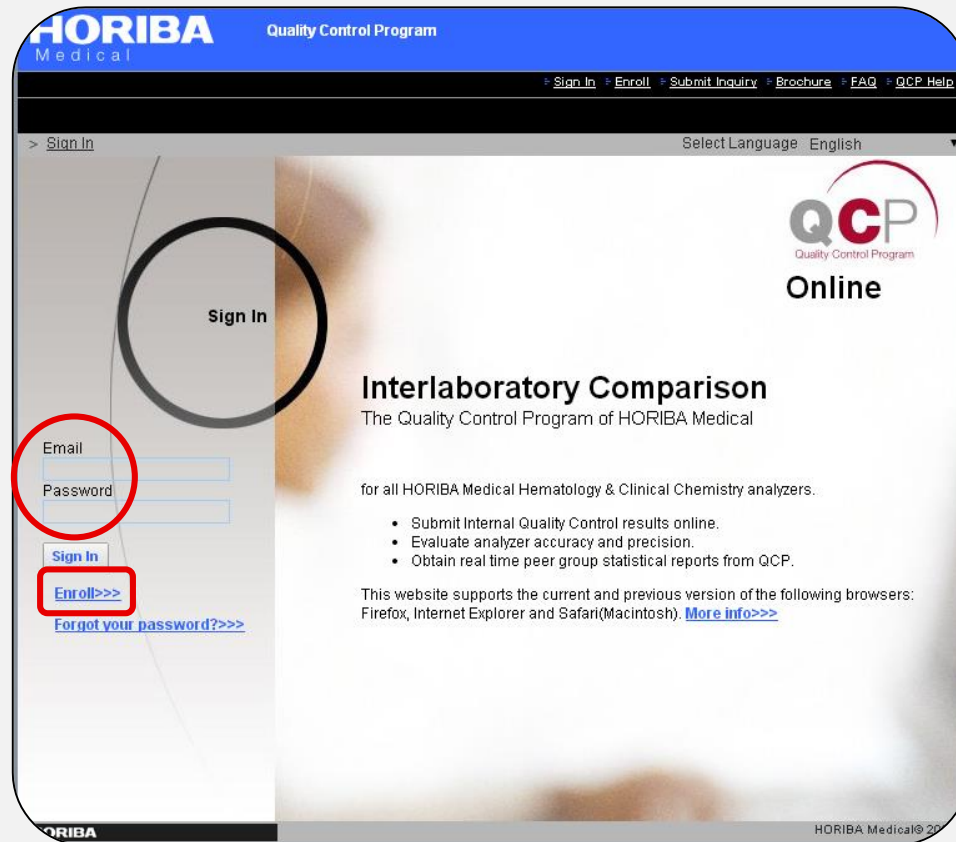 HORIBA
Medical
Quality Control Program
Sign In Enroll Submit Inquiry Brochure FAQ QCP Help
> Sign In
Select Language English
QCP
Quality Control Program
Online
Sign In
Interlaboratory Comparison
The Quality Control Program of HORIBA Medical
Email
Password
for all HORIBA Medical Hematology & Clinical Chemistry analyzers.
• Submit Internal Quality Control results online.
• Evaluate analyzer accuracy and precision.
• Obtain real time peer group statistical reports from QCP.
Sign In
Enroll>>>
Forgot your password?>>>
This website supports the current and previous version of the following browsers:
Firefox, Internet Explorer and Safari(Macintosh). More info>>>
HORIBA
HORIBA Medical©